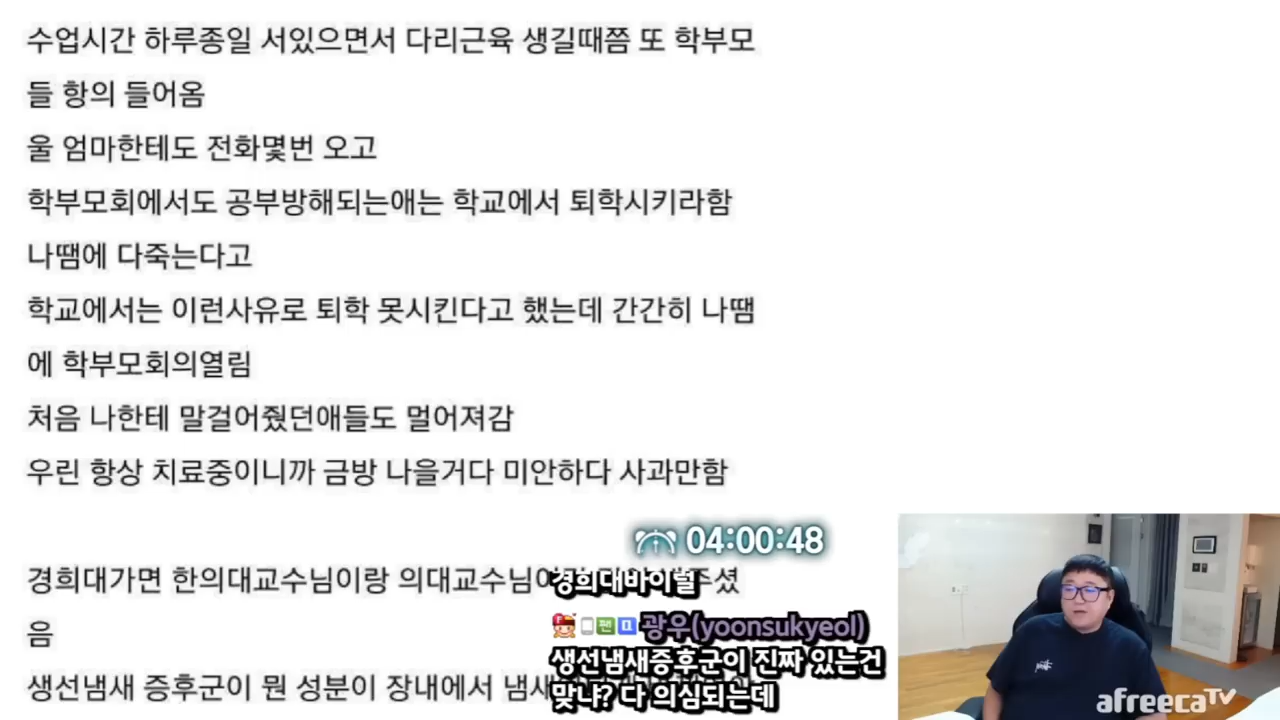 수업시간 하루종일 서있으면서 다리근육 생길때쯤 또 학부모
들 항의 들어옴
울 엄마한테도 전화몇번 오고
학부모회에서도 공부방해되는애는 학교에서 퇴학시키라함
나땜에 다죽는다고
학교에서는 이런사유로 퇴학 못시킨다고 했는데 간간히 나땜
에 학부모회의열림
처음 나한테 말걸어줬던애들도 멀어져감
우린 항상 치료중이니까 금방 나을거다 미안하다 사과만함
04:00:48
경희대가면 한의대교수님이랑 의대교수님이
주셨
경희대바이럴
음
광우(yoonsukyeol)
생선냄새증후군이 진짜 있는건
맞냐? 다 의심되는데
생선냄새 증후군이 뭔 성분이 장내에서 냄새
afreecaTV